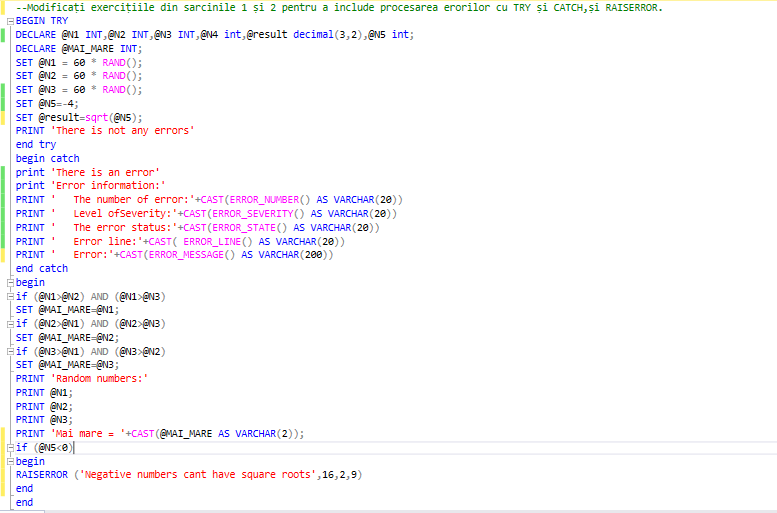 --Modificați exercițiile din sarcinile 1 și 2 pentru a include procesarea erorilor cu TRY și CATCH,și RAISERROR.
BEGIN TRY
DECLARE @N1 INT,@N2 INT,@N3 INT,@N4 int,@result decimal(3,2),@N5 int;
DECLARE @MAI_MARE INT;
SET @N1 = 60 * RAND();
SET @N2 = 60 * RAND();
SET @N3 = 60 * RAND();
SET @N5=-4;
SET @result=sqrt(@N5);
PRINT 'There is not any errors'
end try
begin catch
print 'There is an error'
print 'Error information:'
PRINT '   The number of error:'+CAST(ERROR_NUMBER() AS VARCHAR(20))
PRINT '   Level ofSeverity:'+CAST(ERROR_SEVERITY() AS VARCHAR(20))
PRINT '   The error status:'+CAST(ERROR_STATE() AS VARCHAR(20))
PRINT '   Error line:'+CAST( ERROR_LINE() AS VARCHAR(20))
PRINT '   Error:'+CAST(ERROR_MESSAGE() AS VARCHAR(200))
end catch
begin
if (@N1>@N2) AND (@N1>@N3)
SET @MAI_MARE=@N1;
if (@N2>@N1) AND (@N2>@N3)
SET @MAI_MARE=@N2;
if (@N3>@N1) AND (@N3>@N2)
SET @MAI_MARE=@N3;
PRINT 'Random numbers:'
PRINT @N1;
PRINT @N2;
PRINT @N3;
PRINT 'Mai mare = '+CAST(@MAI_MARE AS VARCHAR(2));
if (@N5<0)
begin
RAISERROR ('Negative numbers cant have square roots',16,2,9)
end
end